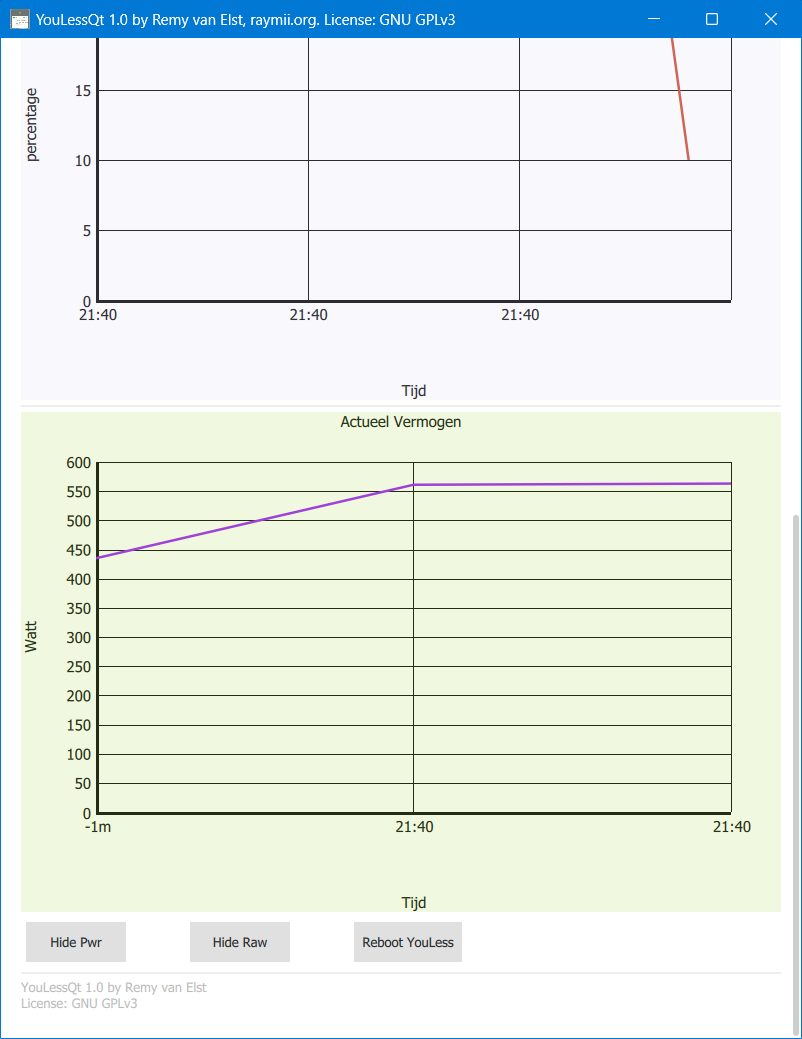 YouLessQt 1.0 by Remy van Elst, raymii.org. License: GNU GPLv3
percentage
15
10
5
0
21:40 21:40 21:40
Tijd
Actueel Vermogen
Watt
600
550
500
450
400
350
300
250
200
150
100
50
0
-1m 21:40 21:40
Tijd
Hide Pwr Hide Raw Reboot YouLess
YouLessQt 1.0 by Remy van Elst
License: GNU GPLv3